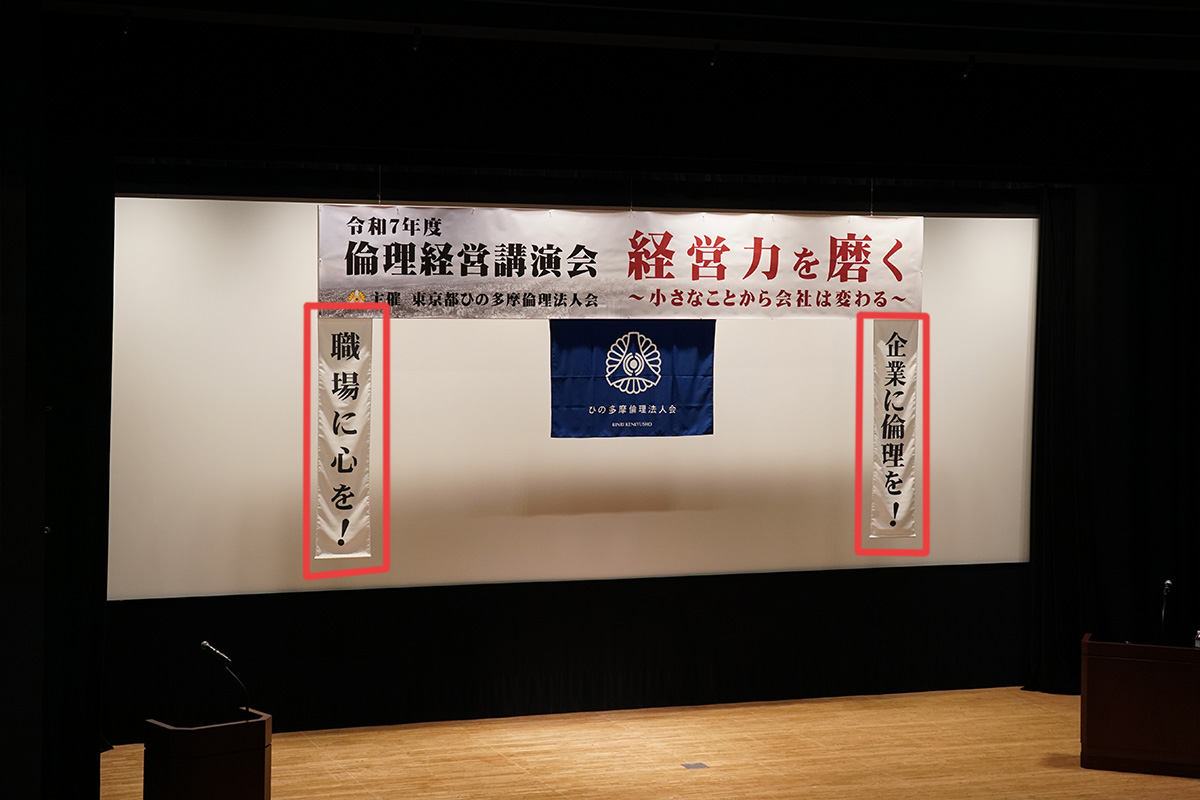 令和7年度
倫理経営講演会
主催 東京都ひの多摩倫理法人会
経営力を磨く
～小さなことから会社は変わる～
職場に心を!
ひの多摩倫理法人会
RINRI KENKYUSHO
企業に倫理を!